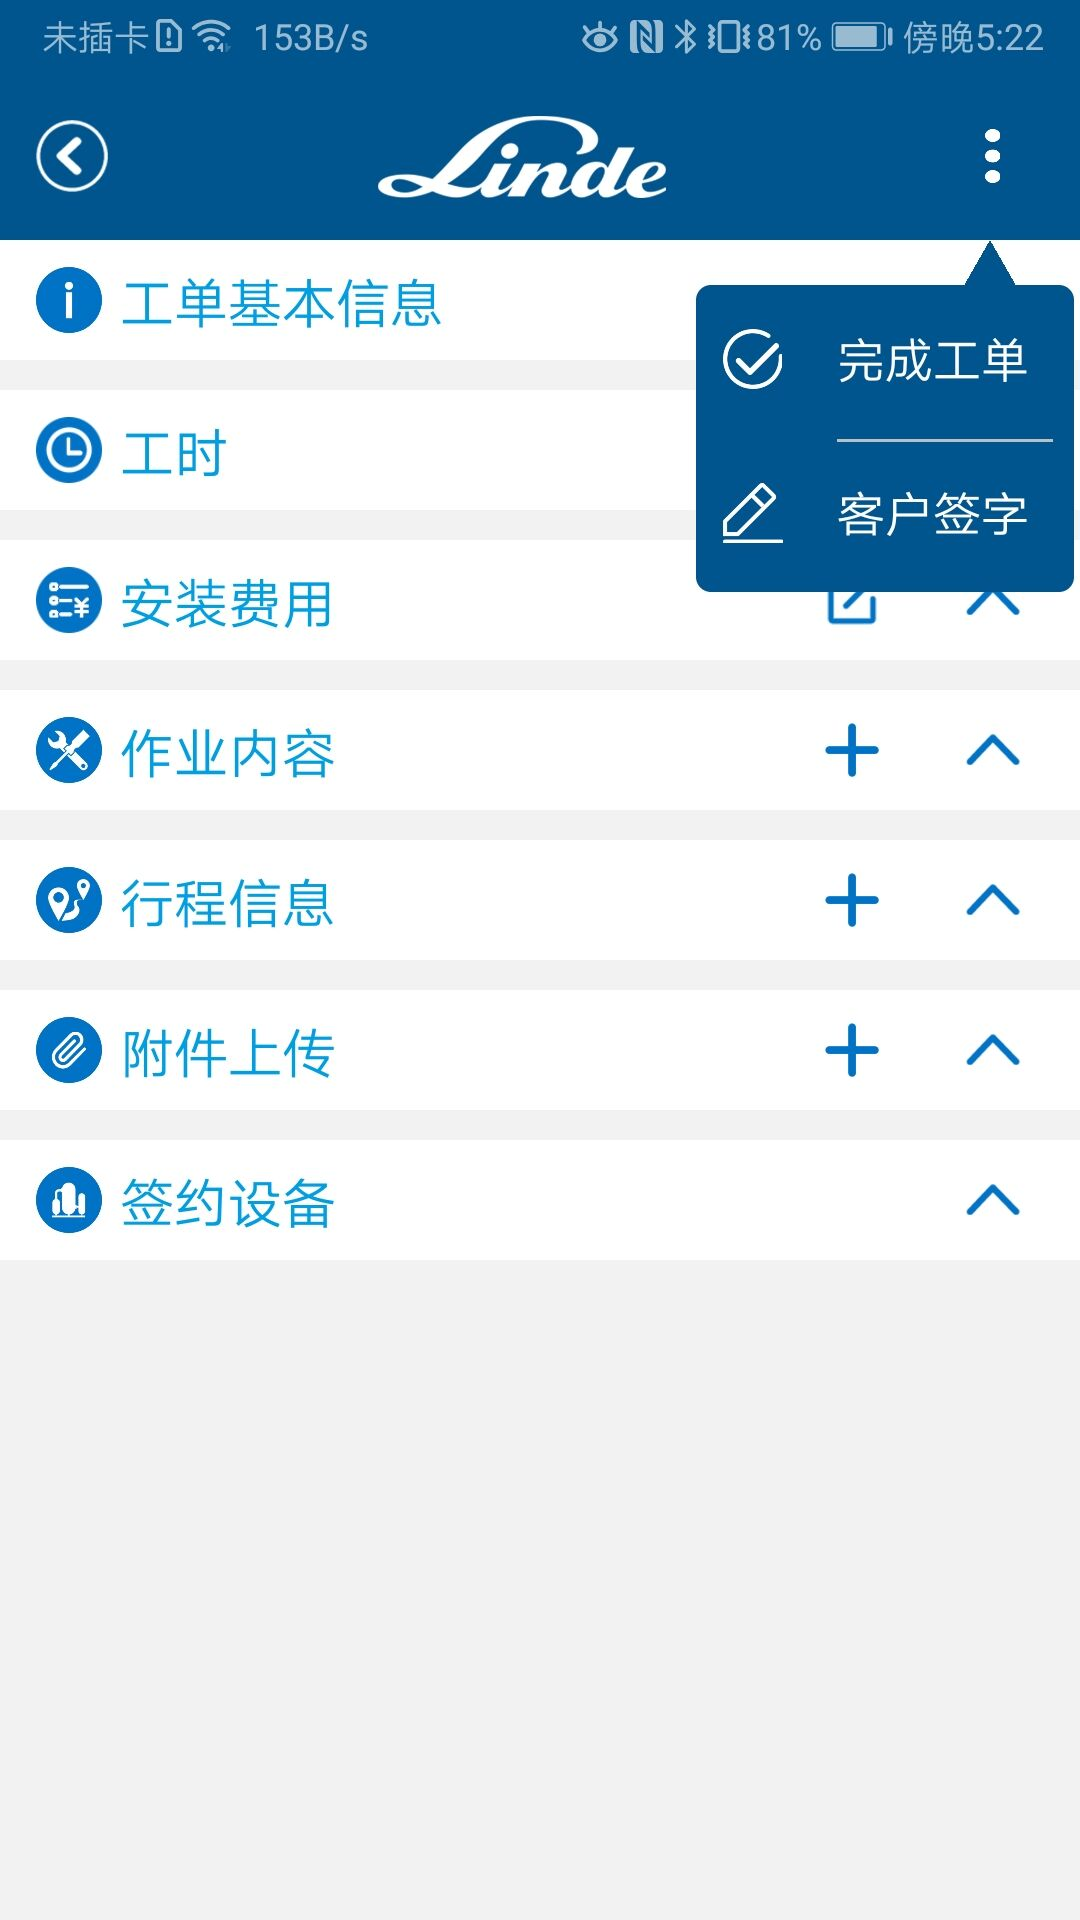 未插卡 153B/s 81% 傍晚5:22
Linde
工单基本信息
完成工单
工时
客户签字
安装费用
作业内容
行程信息
附件上传
签约设备